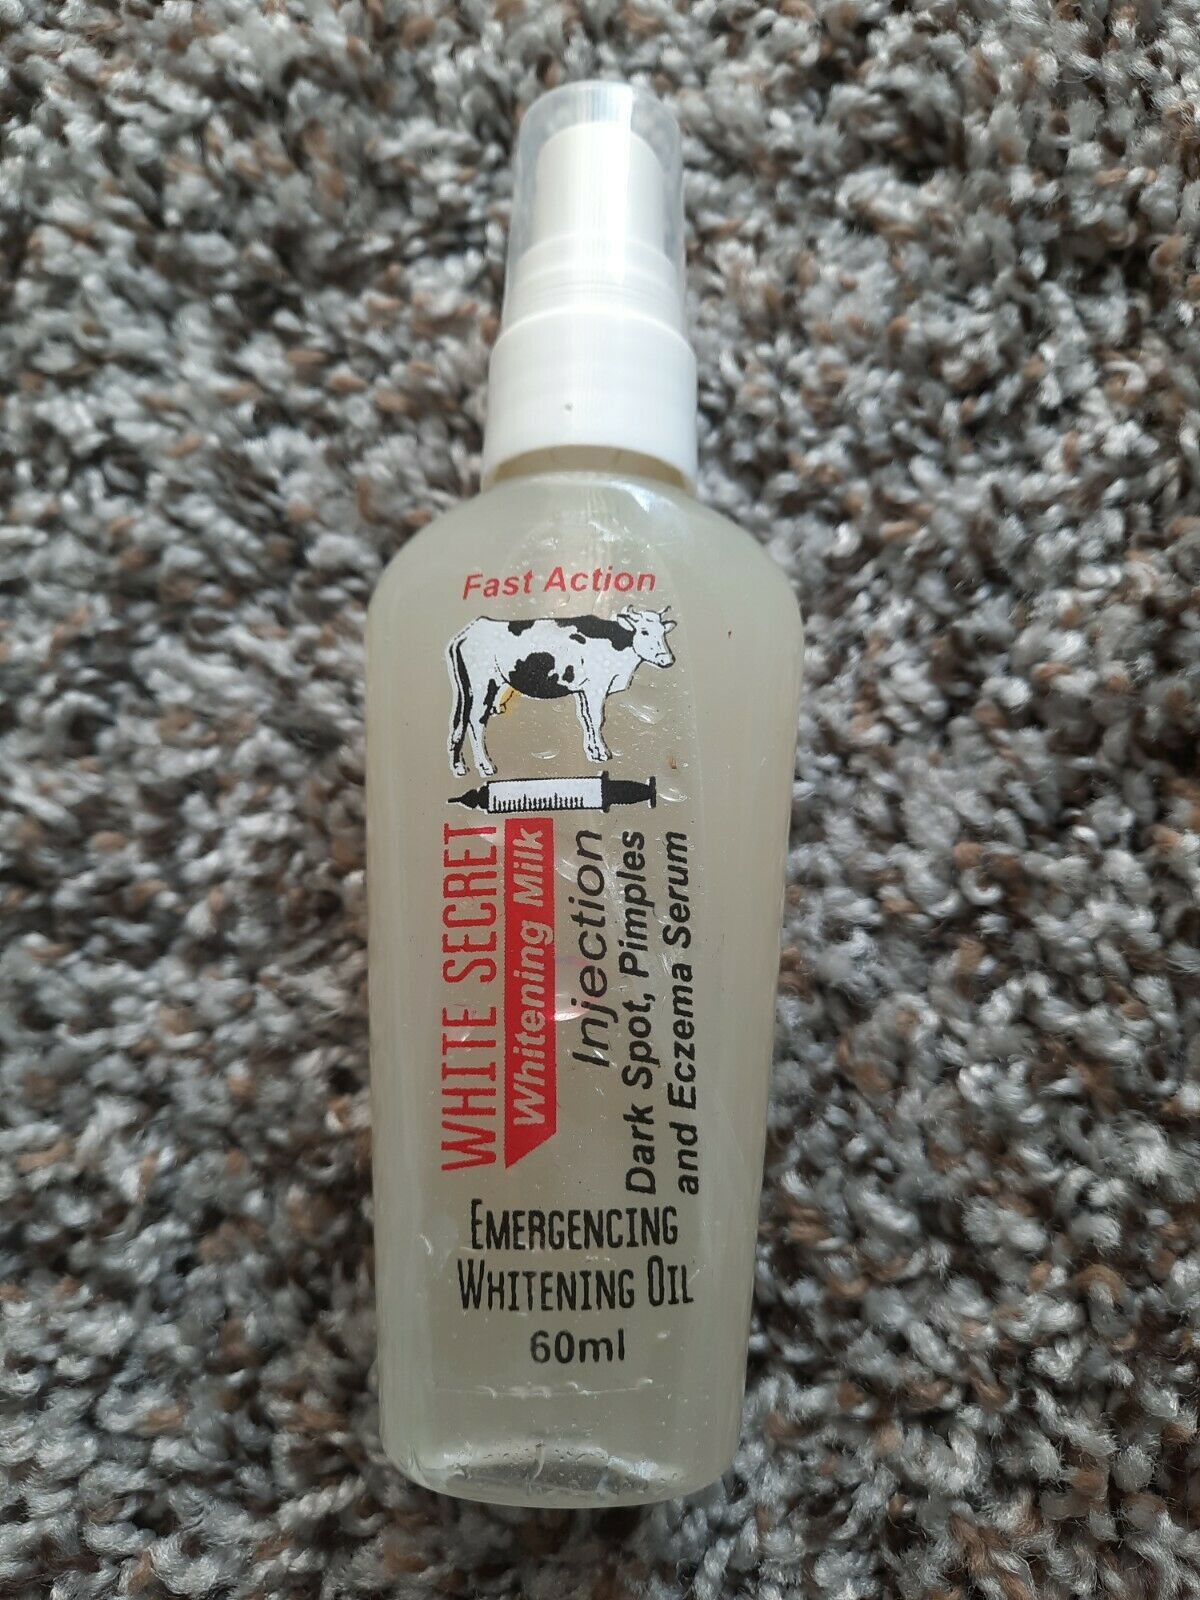 Fast Action
WHITE SECRET
Whitening Milk
Injection
Dark Spot, Pimples
and Eczema Serum
EMERGENCING
WHITENING OIL
60ml